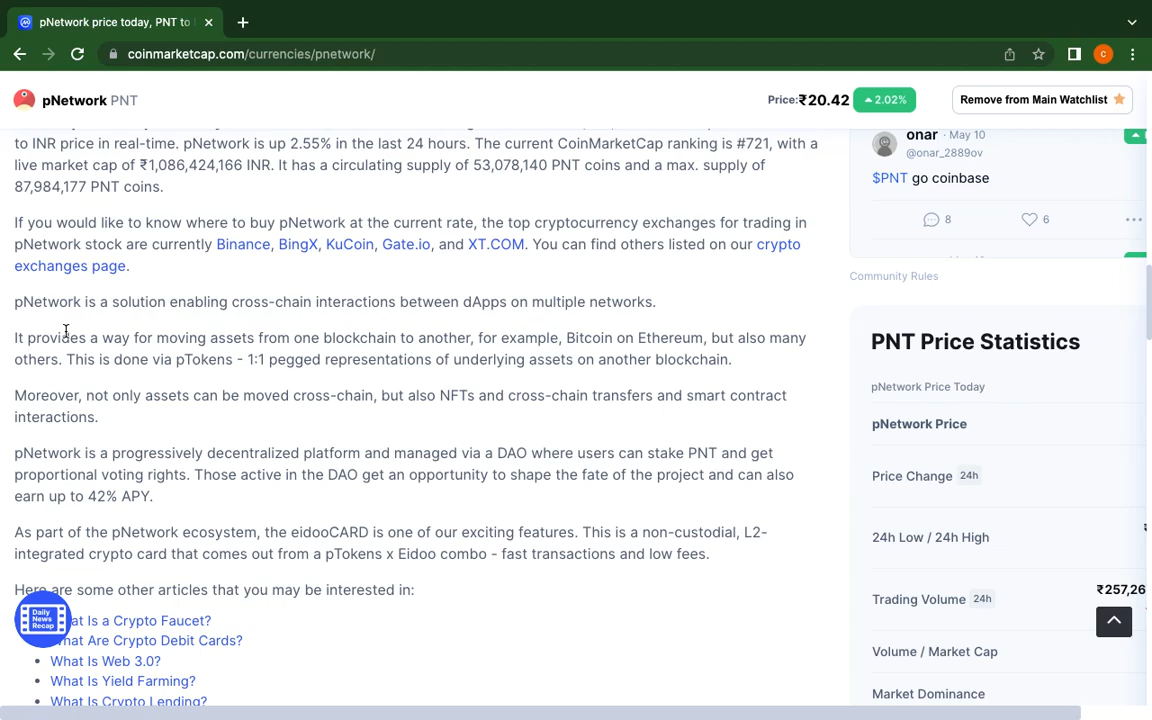 pNetwork price today, PNT to
coinmarketcap.com/currencies/pnetwork/
C
pNetwork PNT
Price:₹20.42
2.02%
Remove from Main Watchlist
to INR price in real-time. pNetwork is up 2.55% in the last 24 hours. The current CoinMarketCap ranking is #721, with a
live market cap of ₹1,086,424,166 INR. It has a circulating supply of 53,078,140 PNT coins and a max. supply of
87,984,177 PNT coins.
If you would like to know where to buy pNetwork at the current rate, the top cryptocurrency exchanges for trading in
pNetwork stock are currently Binance, BingX, KuCoin, Gate.io, and XT.COM. You can find others listed on our crypto
exchanges page.
pNetwork is a solution enabling cross-chain interactions between dApps on multiple networks.
It provides a way for moving assets from one blockchain to another, for example, Bitcoin on Ethereum, but also many
others. This is done via pTokens - 1:1 pegged representations of underlying assets on another blockchain.
Moreover, not only assets can be moved cross-chain, but also NFTs and cross-chain transfers and smart contract
interactions.
pNetwork is a progressively decentralized platform and managed via a DAO where users can stake PNT and get
proportional voting rights. Those active in the DAO get an opportunity to shape the fate of the project and can also
earn up to 42% APY.
As part of the pNetwork ecosystem, the eidooCARD is one of our exciting features. This is a non-custodial, L2-
integrated crypto card that comes out from a pTokens x Eidoo combo - fast transactions and low fees.
Here are some other articles that you may be interested in:
Daily
News
Recap
at Is a Crypto Faucet?
hat Are Crypto Debit Cards?
• What Is Web 3.0?
• What Is Yield Farming?
• What Is Crypto Lending?
onar · May 10
@onar_2889ov
$PNT go coinbase
8
6
Community Rules
PNT Price Statistics
pNetwork Price Today
pNetwork Price
Price Change 24h
24h Low / 24h High
Trading Volume 24h
₹257,26
Volume / Market Cap
Market Dominance